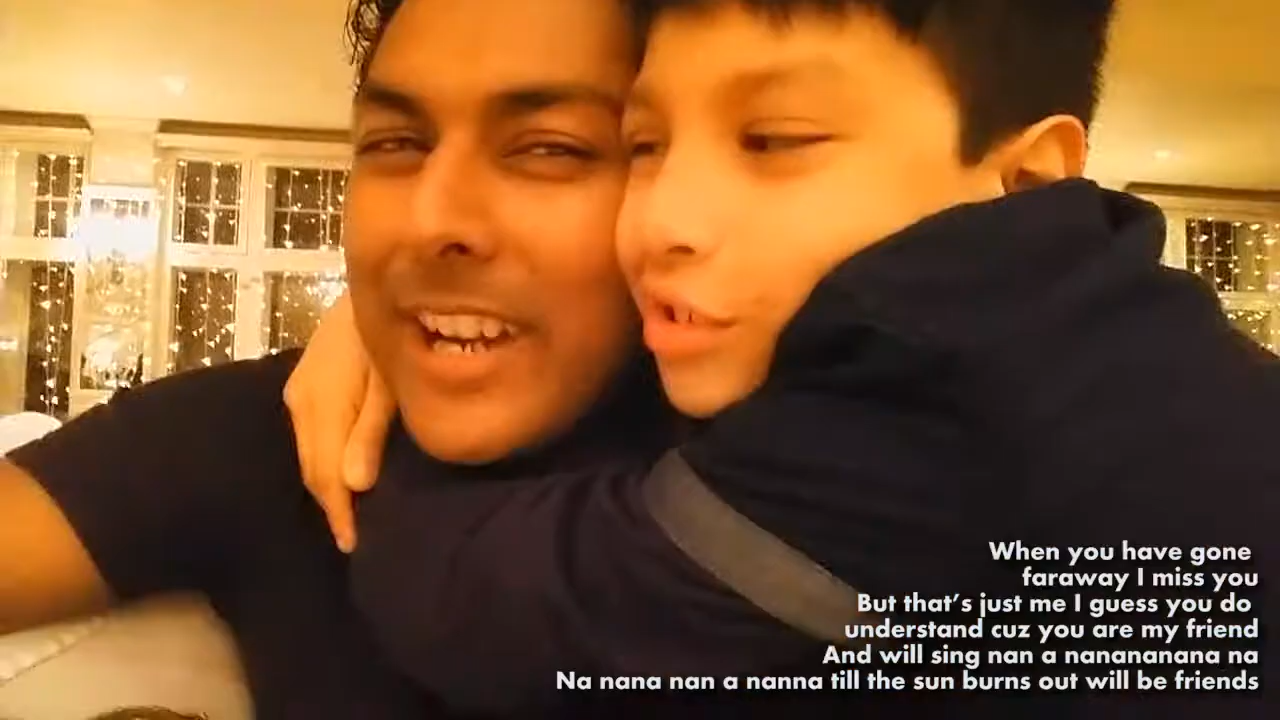 When you have gone
faraway I miss you
But that's just me I guess you do
understand cuz you are my friend
And will sing nan a nanananana na
Na nana nan a nanna till the sun burns out will be friends